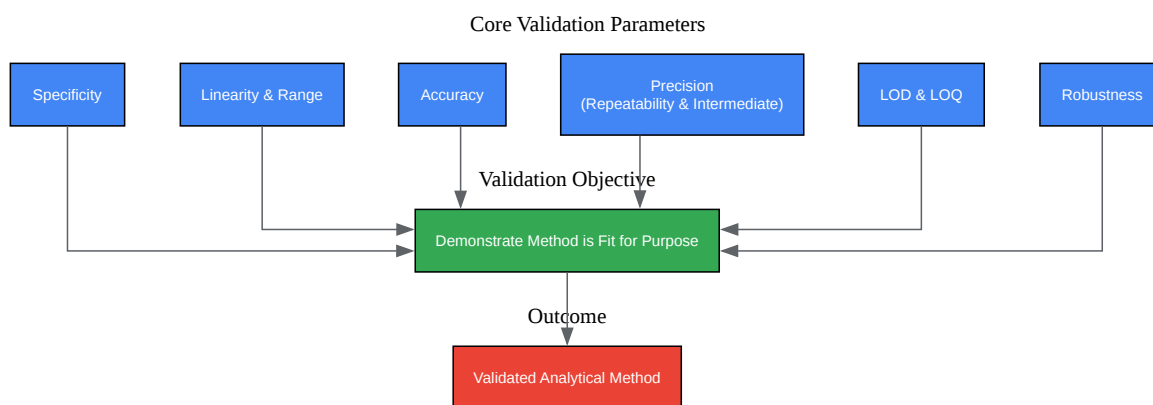 Core Validation Parameters
Specificity
Linearity & Range
Accuracy
Precision
(Repeatability & Intermediate)
LOD & LOQ
Robustness
Validation Objective
Demonstrate Method is Fit for Purpose
Outcome
Validated Analytical Method